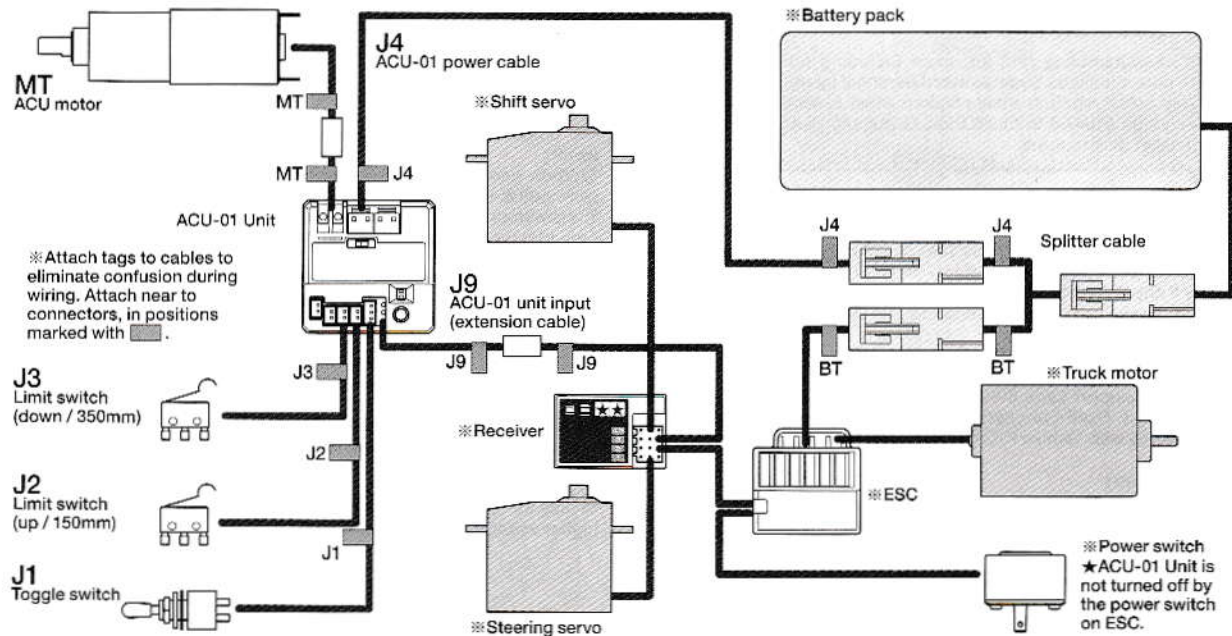 MT
ACU motor
MT
MT
J4
ACU-01 power cable
J4
※Battery pack
※Shift servo
ACU-01 Unit
※Attach tags to cables to
eliminate confusion during
wiring. Attach near to
connectors, in positions
marked with .
J9
ACU-01 unit input
(extension cable)
J9
J9
J4
J4
Splitter cable
BT
BT
J3
Limit switch
(down / 350mm)
J3
※Receiver
★★
※Truck motor
J2
Limit switch
(up / 150mm)
J2
※ESC
J1
Toggle switch
J1
※Steering servo
※Power switch
★ACU-01 Unit is
not turned off by
the power switch
on ESC.